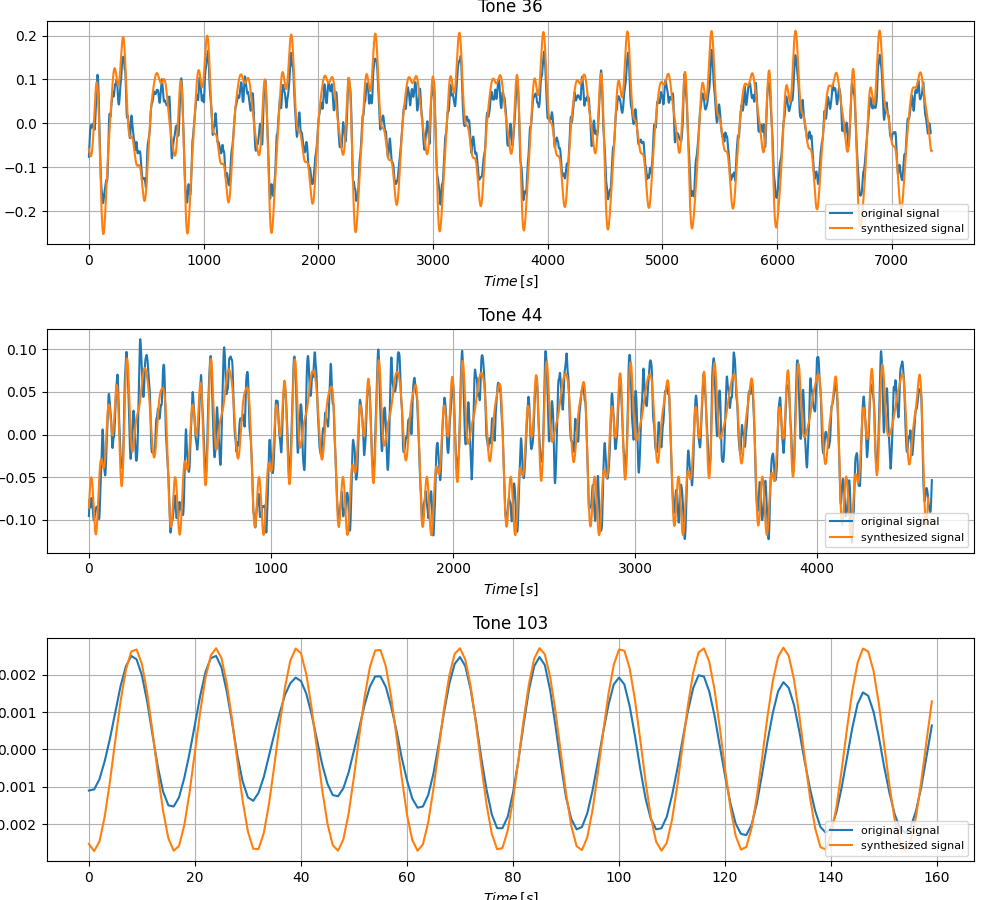 Tone 36
0.2
0.1
0.0
−0.1
−0.2
0 1000 2000 3000 4000 5000 6000 7000
original signal
synthesized signal
Time [s]
Tone 44
0.10
0.05
0.00
−0.05
−0.10
0 1000 2000 3000 4000
original signal
synthesized signal
Time [s]
Tone 103
0.002
0.001
0.000
0.001
0.002
0 20 40 60 80 100 120 140 160
original signal
synthesized signal
Time [s]